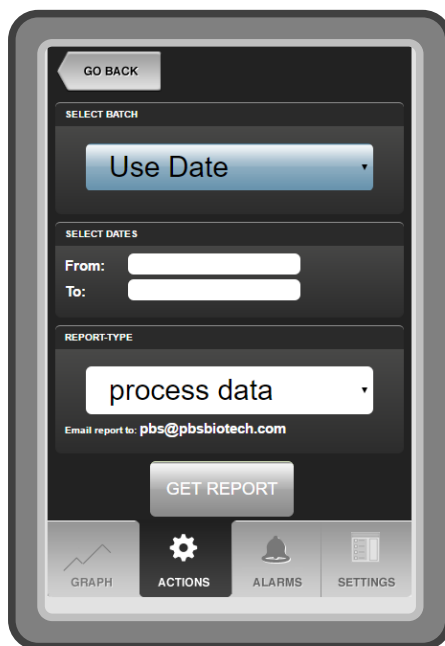 GO BACK
SELECT BATCH
Use Date
SELECT DATES
From:
To:
REPORT-TYPE
process data
Email report to: pbs@pbsbiotech.com
GET REPORT
GRAPH ACTIONS ALARMS SETTINGS